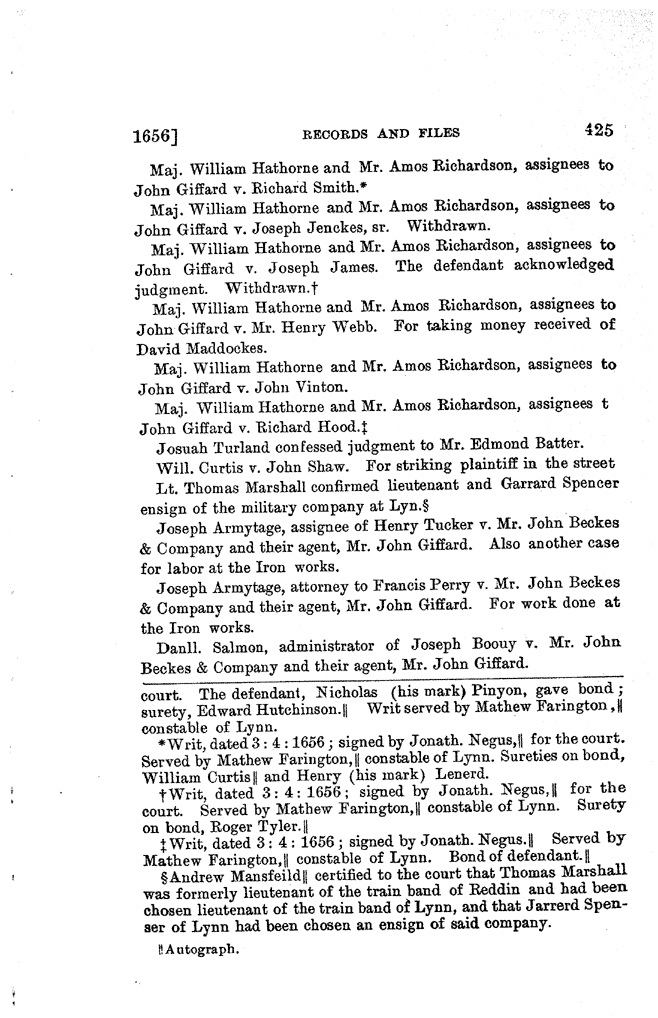 1656] RECORDS AND FILES 425
Maj. William Hathorne and Mr. Amos Richardson, assignees to
John Giffard v. Richard Smith.*
Maj. William Hathorne and Mr. Amos Richardson, assignees to
John Giffard v. Joseph Jenckes, sr. Withdrawn.
Maj. William Hathorne and Mr. Amos Richardson, assignees to
John Giffard v. Joseph James. The defendant acknowledged
judgment. Withdrawn.†
Maj. William Hathorne and Mr. Amos Richardson, assignees to
John Giffard v. Mr. Henry Webb. For taking money received of
David Maddockes.
Maj. William Hathorne and Mr. Amos Richardson, assignees to
John Giffard v. John Vinton.
Maj. William Hathorne and Mr. Amos Richardson, assignees t
John Giffard v. Richard Hood.‡
Josuah Turland confessed judgment to Mr. Edmond Batter.
Will. Curtis v. John Shaw. For striking plaintiff in the street
Lt. Thomas Marshall confirmed lieutenant and Garrard Spencer
ensign of the military company at Lyn.§
Joseph Armytage, assignee of Henry Tucker v. Mr. John Beckes
& Company and their agent, Mr. John Giffard. Also another case
for labor at the Iron works.
Joseph Armytage, attorney to Francis Perry v. Mr. John Beckes
& Company and their agent, Mr. John Giffard. For work done at
the Iron works.
Danll. Salmon, administrator of Joseph Boouy v. Mr. John
Beckes & Company and their agent, Mr. John Giffard.
court. The defendant, Nicholas (his mark) Pinyon, gave bond;
surety, Edward Hutchinson.‖ Writ served by Mathew Farington,‖
constable of Lynn.
*Writ, dated 3 : 4 : 1656; signed by Jonath. Negus,‖ for the court.
Served by Mathew Farington,‖ constable of Lynn. Sureties on bond,
William Curtis‖ and Henry (his mark) Lenerd.
†Writ, dated 3 : 4 : 1656; signed by Jonath. Negus,‖ for the
court. Served by Mathew Farington,‖ constable of Lynn. Surety
on bond, Roger Tyler.‖
‡Writ, dated 3 : 4 : 1656; signed by Jonath. Negus.‖ Served by
Mathew Farington,‖ constable of Lynn. Bond of defendant.‖
§Andrew Mansfeild‖ certified to the court that Thomas Marshall
was formerly lieutenant of the train band of Reddin and had been
chosen lieutenant of the train band of Lynn, and that Jarrerd Spen-
ser of Lynn had been chosen an ensign of said company.
‖Autograph.